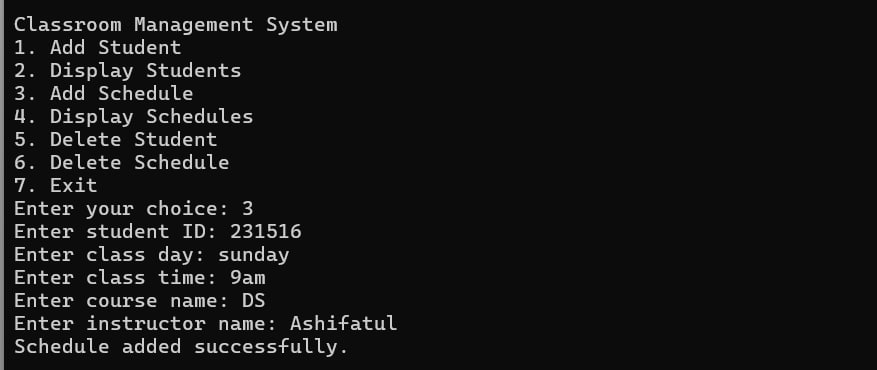 Classroom Management System
1. Add Student
2. Display Students
3. Add Schedule
4. Display Schedules
5. Delete Student
6. Delete Schedule
7. Exit
Enter your choice: 3
Enter student ID: 231516
Enter class day: sunday
Enter class time: 9am
Enter course name: DS
Enter instructor name: Ashifatul
Schedule added successfully.